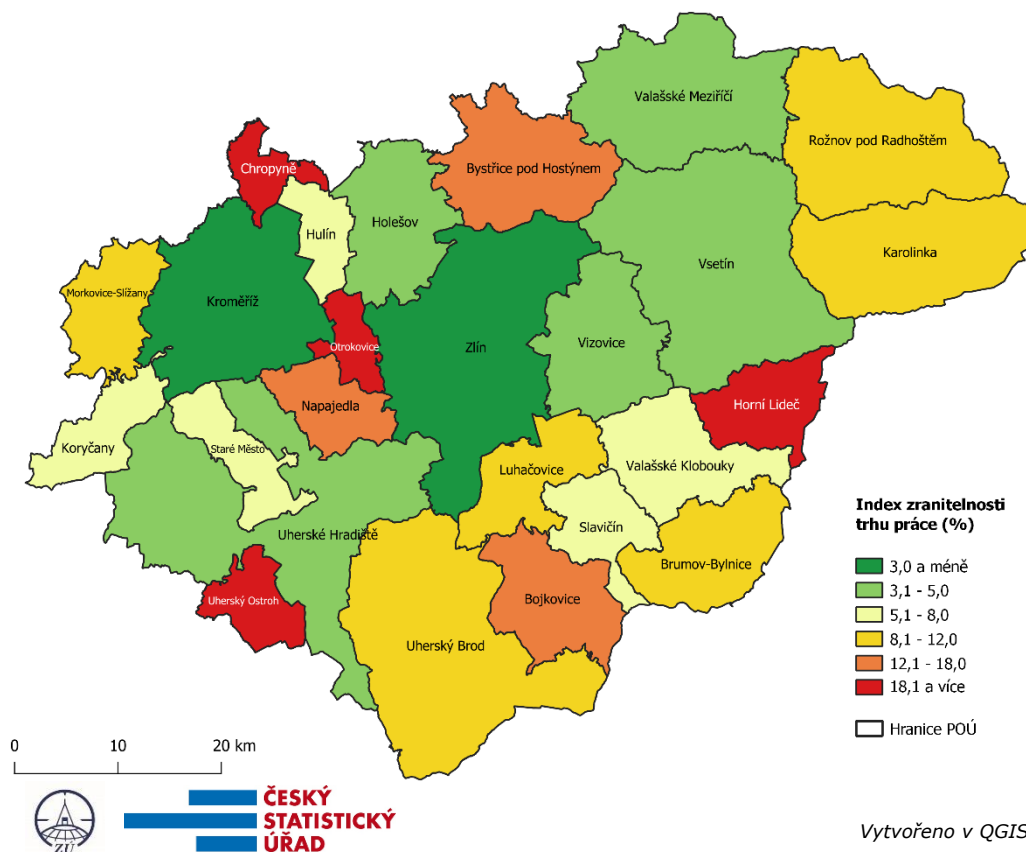 Valašské Meziříčí
Rožnov pod Radhoštěm
Bystřice pod Hostýnem
Chropyně
Holešov
Hulín
Karolinka
Vsetín
Morkovice-Slížany
Kroměříž
Otrokovice
Zlín
Vizovice
Napajedla
Horní Lideč
Koryčany
Staré Město
Luhačovice
Valašské Klobouky
Slavičín
Uherské Hradiště
Brumov-Bylnice
Uherský Ostroh
Bojkovice
Uherský Brod
Index zranitelnosti
trhu práce (%)
3,0 a méně
3,1 - 5,0
5,1 - 8,0
8,1 - 12,0
12,1 - 18,0
18,1 a více
Hranice POÚ
0 10 20 km
ZÚ
ČESKÝ
STATISTICKÝ
ÚŘAD
Vytvořeno v QGIS